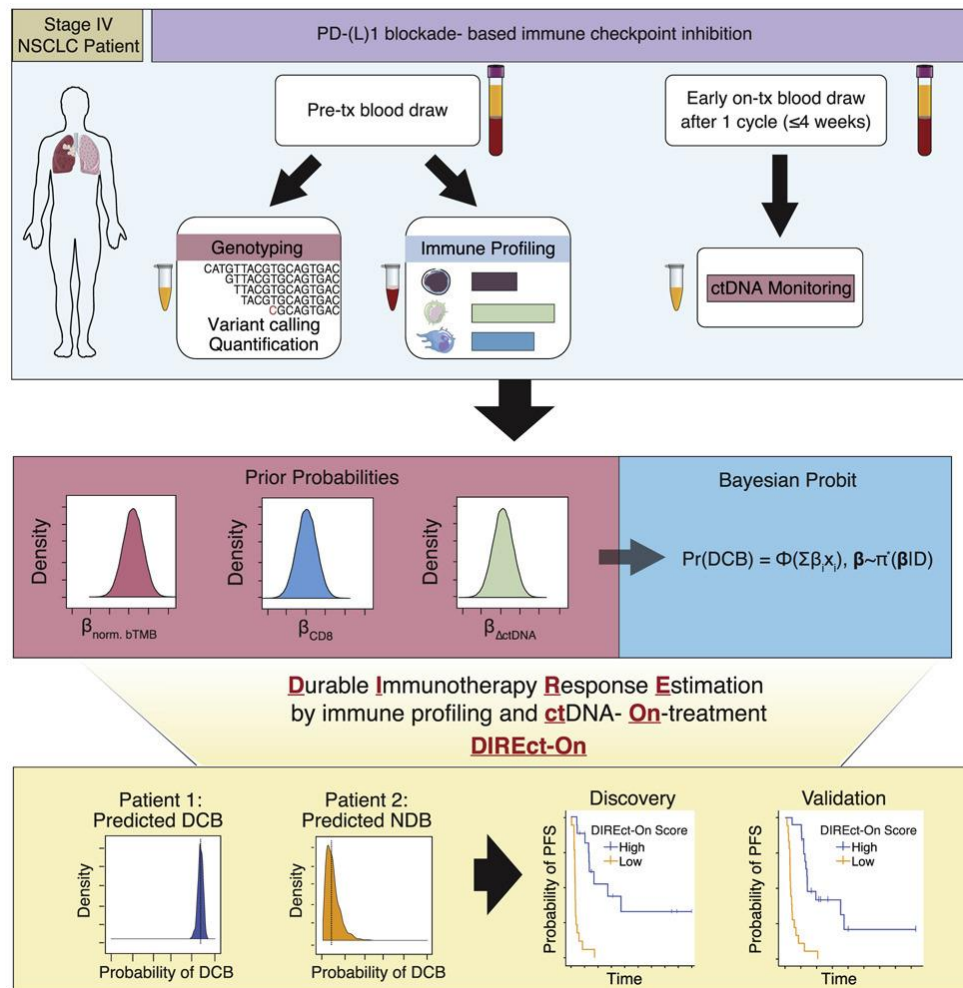 Stage IV
NSCLC Patient
PD-(L)1 blockade- based immune checkpoint inhibition
Pre-tx blood draw
Early on-tx blood draw
after 1 cycle (≤4 weeks)
Genotyping
CATGTTACGTGCAGTGAC
GTTACGTGCAGTGAC
TTACGTGCAGTGAC
TACGTGCAGTGAC
CGCAGTGAC
Variant calling
Quantification
Immune Profiling
ctDNA Monitoring
Prior Probabilities
Density
βnorm. bTMB
Density
βCD8
Density
βΔctDNA
Bayesian Probit
Pr(DCB) = Φ(Σβixi), β~π*(β|D)
Durable Immunotherapy Response Estimation
by immune profiling and ctDNA- On-treatment
DIREct-On
Patient 1:
Predicted DCB
Density
Probability of DCB
Patient 2:
Predicted NDB
Density
Probability of DCB
Discovery
DIREct-On Score
High
Low
Probability of PFS
Time
Validation
DIREct-On Score
High
Low
Probability of PFS
Time